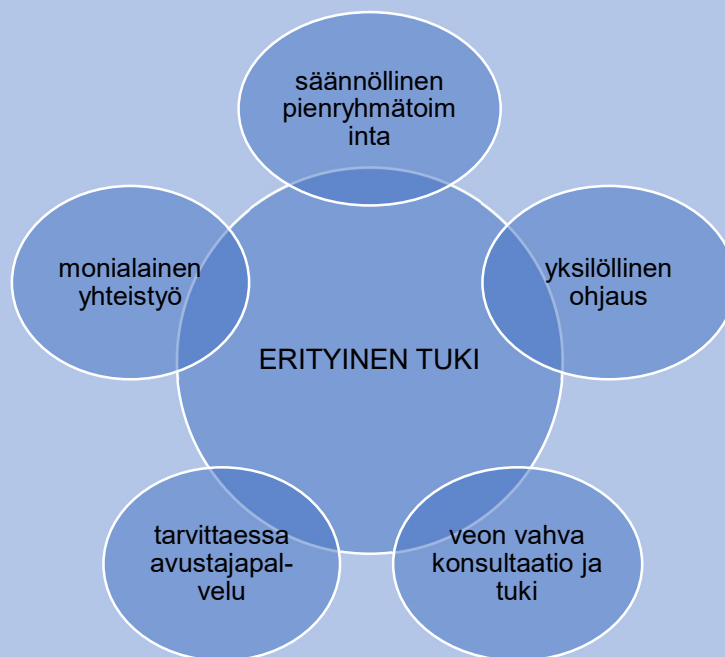 säännöllinen
pienryhmätoim
inta
monialainen
yhteistyö
yksilöllinen
ohjaus
ERITYINEN TUKI
tarvittaessa
avustajapal-
velu
veon vahva
konsultaatio ja
tuki